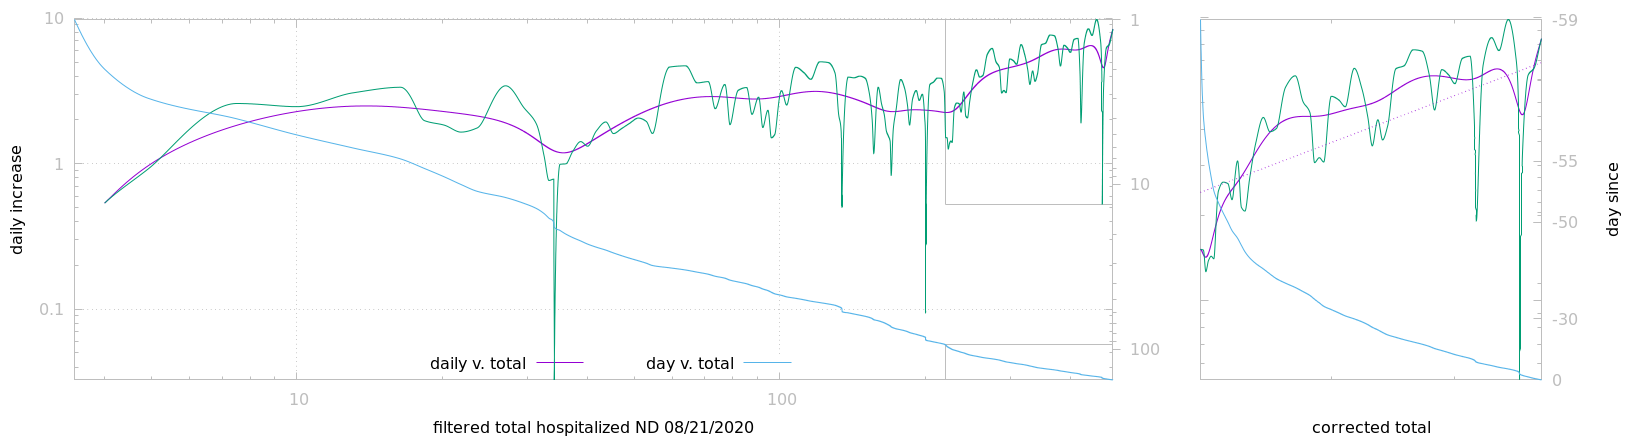 10
1
0.1
daily increase
10
100
1
10
100
daily v. total
day v. total
filtered total hospitalized ND 08/21/2020
-59
-55
-50
-30
0
day since
corrected total